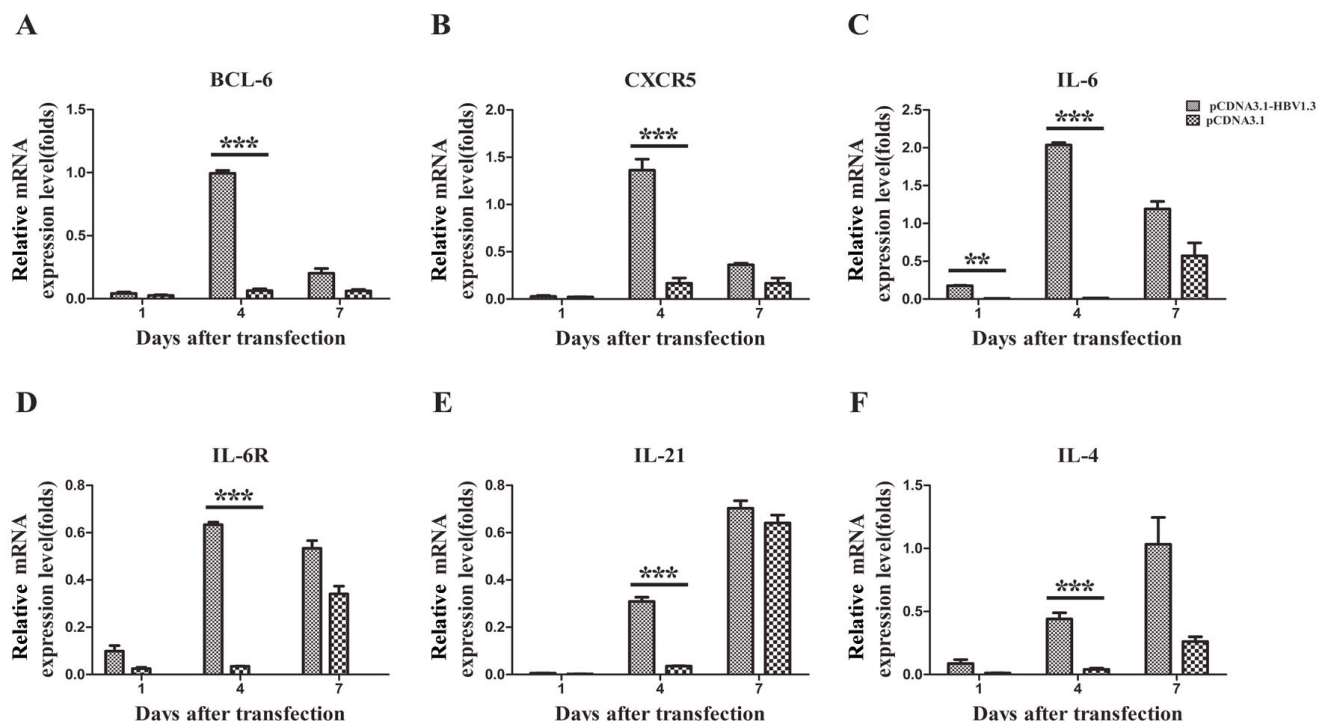 A
BCL-6
Relative mRNA
expression level(folds)
1.5
1.0
0.5
0.0
***
1 4 7
Days after transfection
B
CXCR5
Relative mRNA
expression level(folds)
2.0
1.5
1.0
0.5
0.0
***
1 4 7
Days after transfection
C
IL-6
Relative mRNA
expression level(folds)
2.5
2.0
1.5
1.0
0.5
0.0
**
***
1 4 7
Days after transfection
pCDNA3.1-HBV1.3
pCDNA3.1
D
IL-6R
Relative mRNA
expression level(folds)
0.8
0.6
0.4
0.2
0.0
***
1 4 7
Days after transfection
E
IL-21
Relative mRNA
expression level(folds)
0.8
0.6
0.4
0.2
0.0
***
1 4 7
Days after transfection
F
IL-4
Relative mRNA
expression level(folds)
1.5
1.0
0.5
0.0
***
1 4 7
Days after transfection